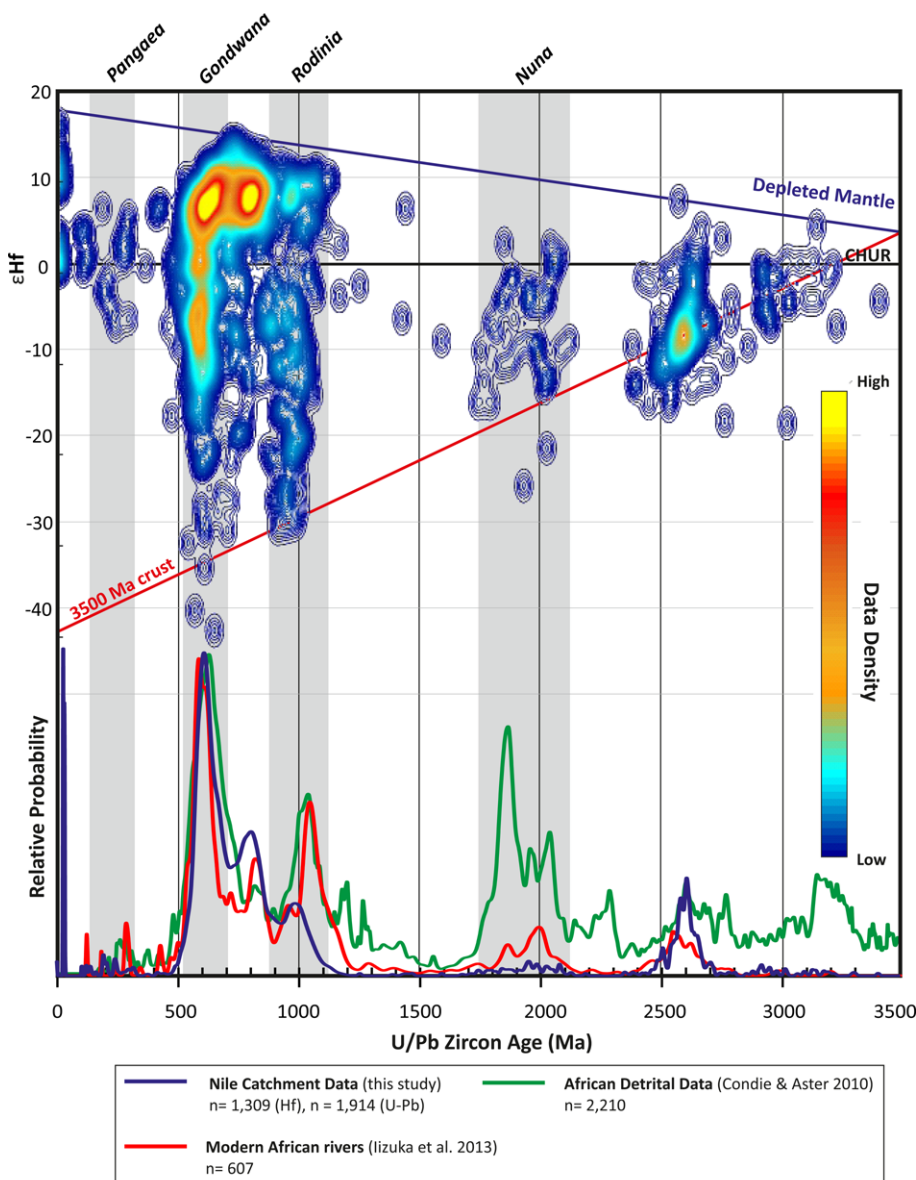 Pangaea
Gondwana
Rodinia
Nuna
20
10
0
-10
-20
-30
-40
εHf
Depleted Mantle
CHUR
3500 Ma crust
High
Data Density
Low
Relative Probability
0 500 1000 1500 2000 2500 3000 3500
U/Pb Zircon Age (Ma)
Nile Catchment Data (this study)
n= 1,309 (Hf), n = 1,914 (U-Pb)
African Detrital Data (Condie & Aster 2010)
n= 2,210
Modern African rivers (Iizuka et al. 2013)
n= 607